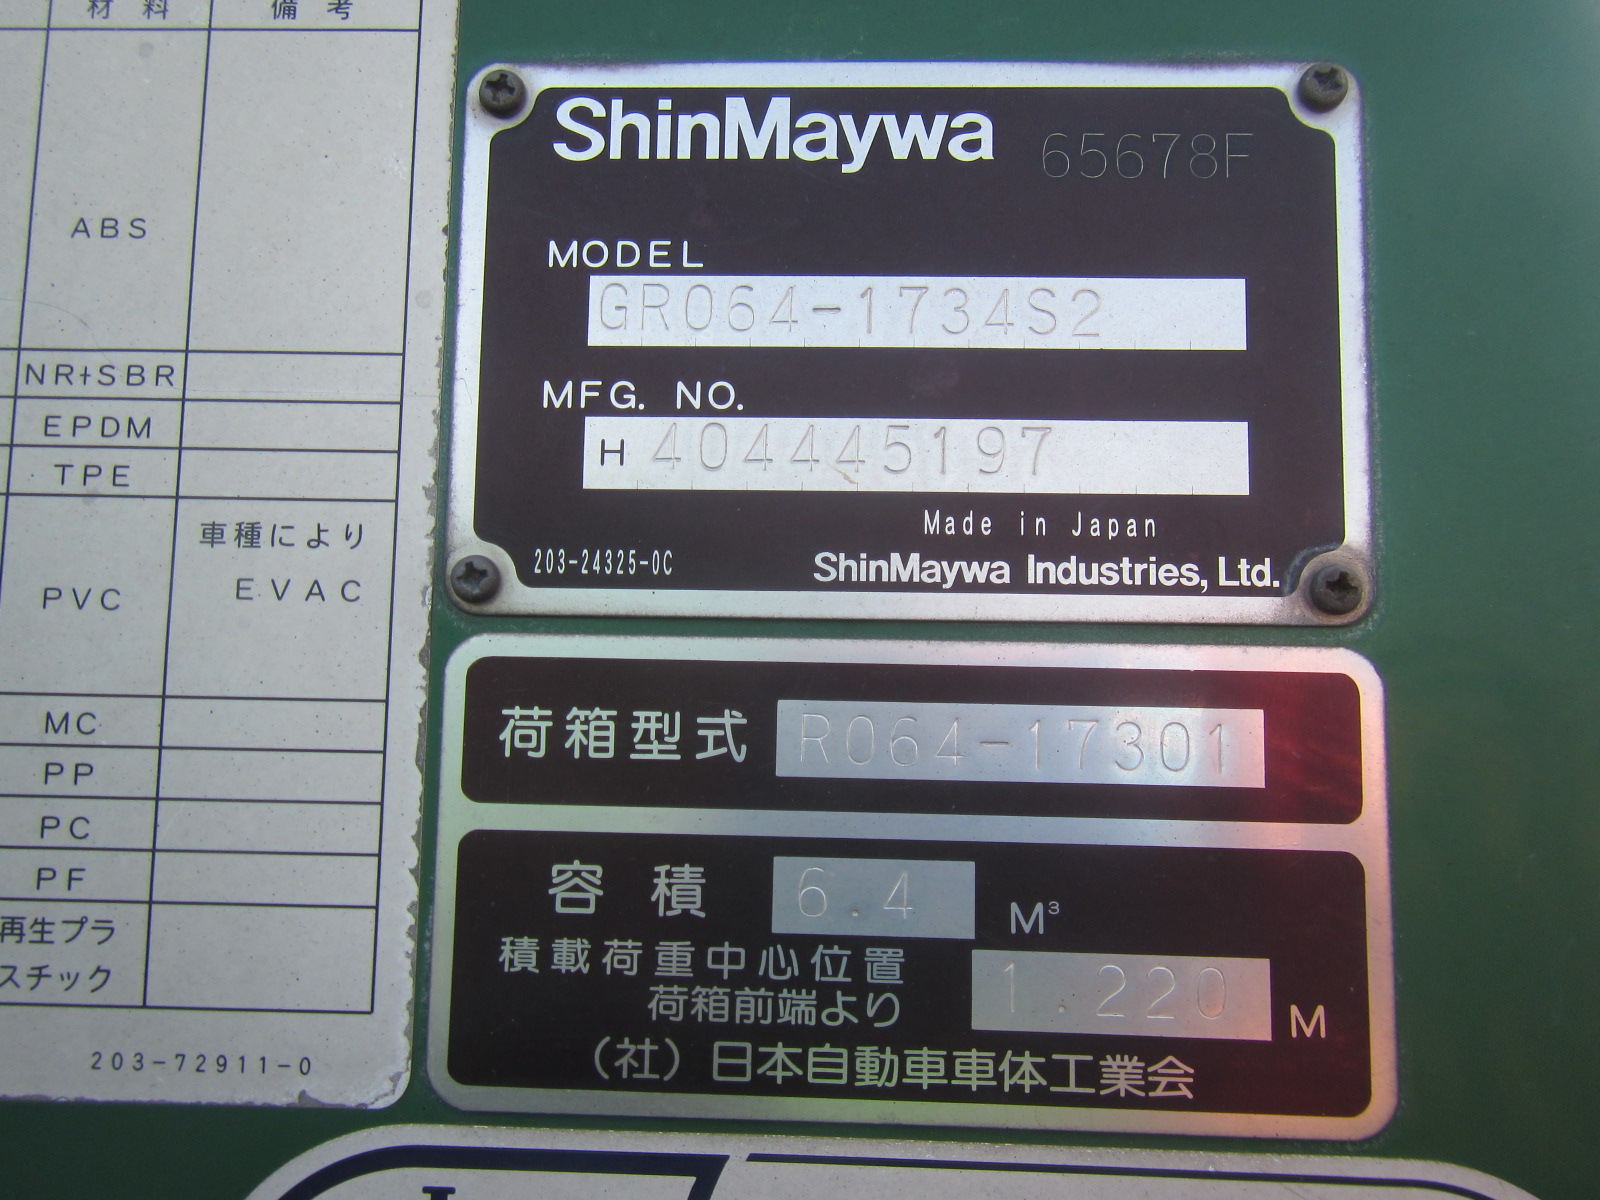 材料 備考
ABS
NR+SBR
EPDM
TPE
車種により
PVC EVAC
MC
PP
PC
PF
再生プラ
スチック
203-72911-0
ShinMaywa 65678F
MODEL
GR064-1734S2
MFG. NO.
H 404445197
Made in Japan
203-24325-0C ShinMaywa Industries, Ltd.
荷箱型式 R064-17301
容積 6.4 M³
積載荷重中心位置
荷箱前端より 1.220 M
(社)日本自動車車体工業会